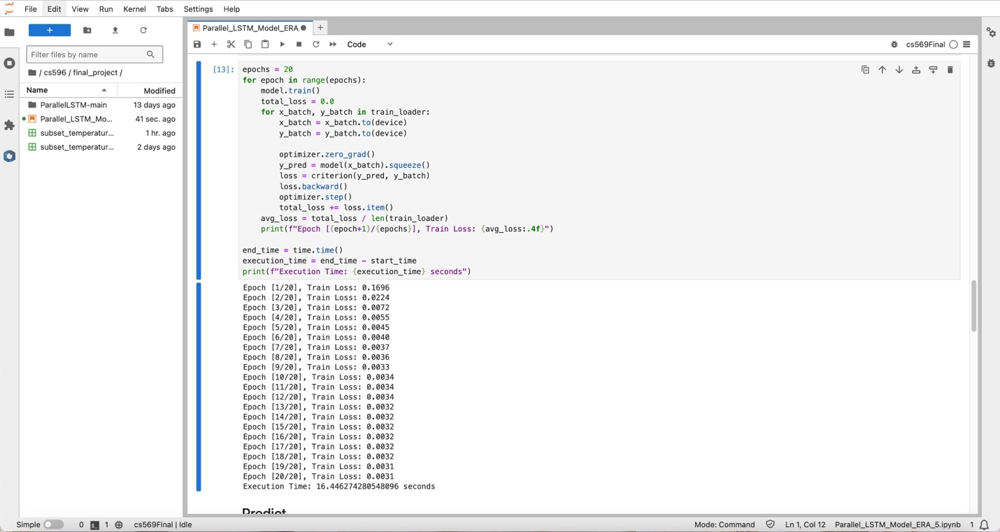 File Edit View Run Kernel Tabs Settings Help
Filter files by name
/ cs596 / final_project /
Name Modified
ParallelLSTM-main 13 days ago
Parallel_LSTM_Mo... 41 sec. ago
subset_temperatur... 1 hr. ago
subset_temperatur... 2 days ago
Parallel_LSTM_Model_ERA
Code
cs569Final
[13]: epochs = 20
for epoch in range(epochs):
    model.train()
    total_loss = 0.0
    for x_batch, y_batch in train_loader:
        x_batch = x_batch.to(device)
        y_batch = y_batch.to(device)
        optimizer.zero_grad()
        y_pred = model(x_batch).squeeze()
        loss = criterion(y_pred, y_batch)
        loss.backward()
        optimizer.step()
        total_loss += loss.item()
    avg_loss = total_loss / len(train_loader)
    print(f"Epoch [{epoch+1}/{epochs}], Train Loss: {avg_loss:.4f}")
end_time = time.time()
execution_time = end_time - start_time
print(f"Execution Time: {execution_time} seconds")
Epoch [1/20], Train Loss: 0.1696
Epoch [2/20], Train Loss: 0.0224
Epoch [3/20], Train Loss: 0.0072
Epoch [4/20], Train Loss: 0.0055
Epoch [5/20], Train Loss: 0.0045
Epoch [6/20], Train Loss: 0.0040
Epoch [7/20], Train Loss: 0.0037
Epoch [8/20], Train Loss: 0.0036
Epoch [9/20], Train Loss: 0.0033
Epoch [10/20], Train Loss: 0.0034
Epoch [11/20], Train Loss: 0.0034
Epoch [12/20], Train Loss: 0.0034
Epoch [13/20], Train Loss: 0.0032
Epoch [14/20], Train Loss: 0.0032
Epoch [15/20], Train Loss: 0.0032
Epoch [16/20], Train Loss: 0.0032
Epoch [17/20], Train Loss: 0.0032
Epoch [18/20], Train Loss: 0.0032
Epoch [19/20], Train Loss: 0.0031
Epoch [20/20], Train Loss: 0.0031
Execution Time: 16.446274280548096 seconds
Predict
Simple 0 1 cs569Final | Idle Mode: Command Ln 1, Col 12 Parallel_LSTM_Model_ERA_5.ipynb 1